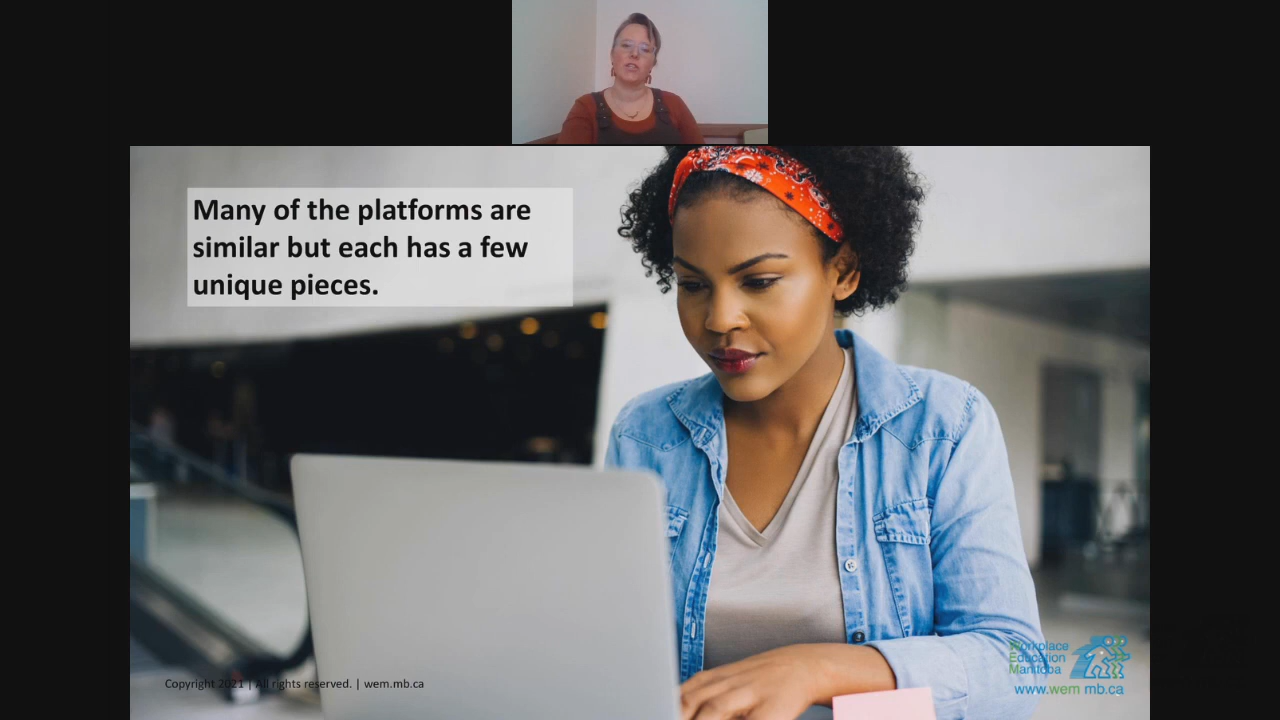 Many of the platforms are
similar but each has a few
unique pieces.
Copyright 2021 | All rights reserved. | wem.mb.ca
Workplace
Education
Manitoba
www.wem mb.ca